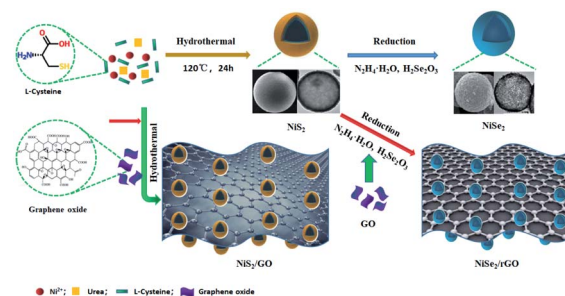 OH
O
H₂N
SH
L-Cysteine
Hydrothermal
120℃, 24h
NiS₂
Reduction
N₂H₄·H₂O, H₂Se₂O₃
NiSe₂
Graphene oxide
Hydrothermal
NiS₂/GO
Reduction
N₂H₄·H₂O, H₂Se₂O₃
GO
NiSe₂/rGO
Ni²⁺; Urea; L-Cysteine; Graphene oxide